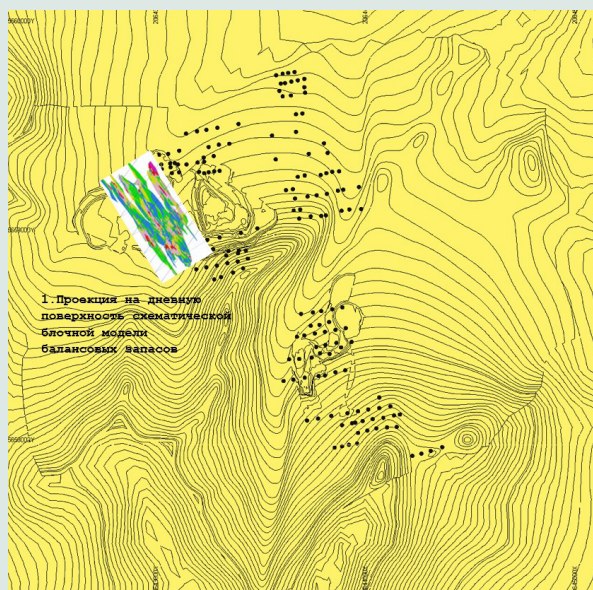 1.Проекция на дневную
поверхность схематической
блочной модели
балансовых запасов